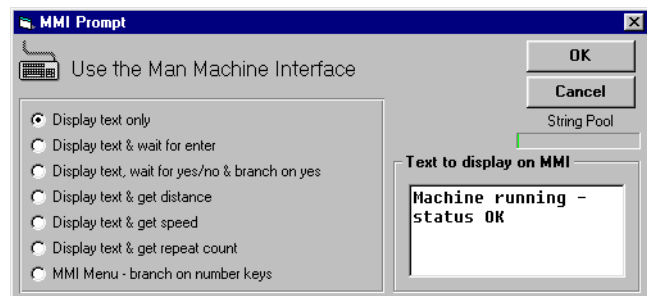 MMI Prompt
Use the Man Machine Interface
OK
Cancel
String Pool
Display text only
Display text & wait for enter
Display text, wait for yes/no & branch on yes
Display text & get distance
Display text & get speed
Display text & get repeat count
MMI Menu - branch on number keys
Text to display on MMI
Machine running -
status OK